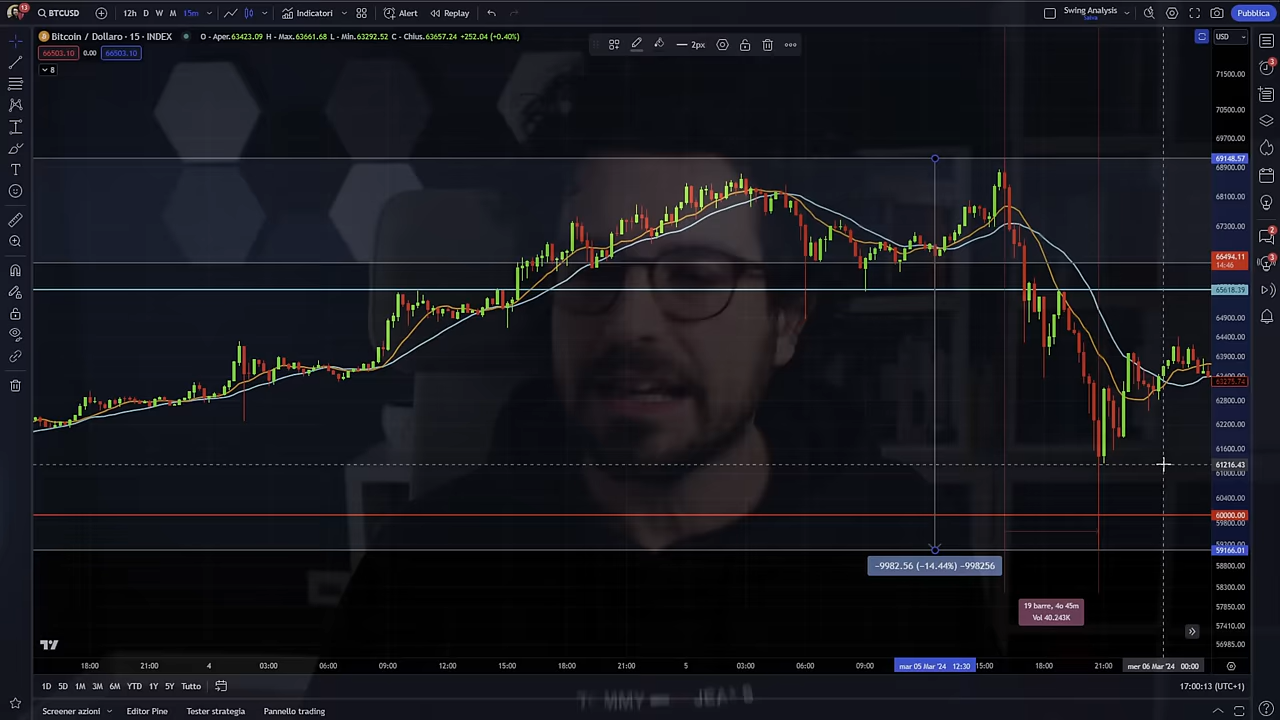 BTCUSD
12h D W M 15m
Indicatori
Alert
Replay
Swing Analysis
Salva
Pubblica
Bitcoin / Dollaro · 15 · INDEX
O - Aper.63423.09 H - Max.63661.68 L - Min.63292.52 C - Chius.63657.24 +252.04 (+0.40%)
66503.10 0.00 66503.10
8
2px
USD
71500.00
70500.00
69700.00
69148.57
68900.00
68100.00
67300.00
66494.11
14:46
65618.39
64900.00
64400.00
63900.00
63275.74
62800.00
62200.00
61600.00
61216.43
61000.00
60400.00
60000.00
59800.00
59166.01
58800.00
58300.00
57850.00
57410.00
56985.00
-9982.56 (-14.44%) -998256
19 barre, 4o 45m
Vol 40.243K
18:00 21:00 4 03:00 06:00 09:00 12:00 15:00 18:00 21:00 5 03:00 06:00 09:00 mar 05 Mar '24 12:30 15:00 18:00 21:00 mer 06 Mar '24 00:00
1D 5D 1M 3M 6M YTD 1Y 5Y Tutto
17:00:13 (UTC+1)
Screener azioni
Editor Pine
Tester strategia
Pannello trading